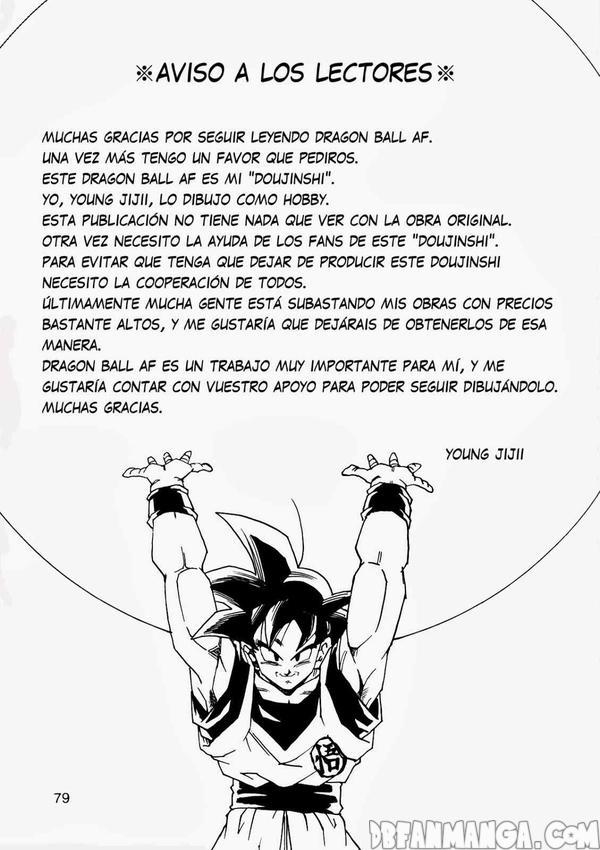 ※AVISO A LOS LECTORES※
MUCHAS GRACIAS POR SEGUIR LEYENDO DRAGON BALL AF.
UNA VEZ MÁS TENGO UN FAVOR QUE PEDIROS.
ESTE DRAGON BALL AF ES MI "DOUJINSHI".
YO, YOUNG JIJII, LO DIBUJO COMO HOBBY.
ESTA PUBLICACIÓN NO TIENE NADA QUE VER CON LA OBRA ORIGINAL.
OTRA VEZ NECESITO LA AYUDA DE LOS FANS DE ESTE "DOUJINSHI".
PARA EVITAR QUE TENGA QUE DEJAR DE PRODUCIR ESTE DOUJINSHI
NECESITO LA COOPERACIÓN DE TODOS.
ÚLTIMAMENTE MUCHA GENTE ESTÁ SUBASTANDO MIS OBRAS CON PRECIOS
BASTANTE ALTOS, Y ME GUSTARÍA QUE DEJÁRAIS DE OBTENERLOS DE ESA
MANERA.
DRAGON BALL AF ES UN TRABAJO MUY IMPORTANTE PARA MÍ, Y ME
GUSTARÍA CONTAR CON VUESTRO APOYO PARA PODER SEGUIR DIBUJÁNDOLO.
MUCHAS GRACIAS.
YOUNG JIJII
悟
79
DBFANMANGA.COM